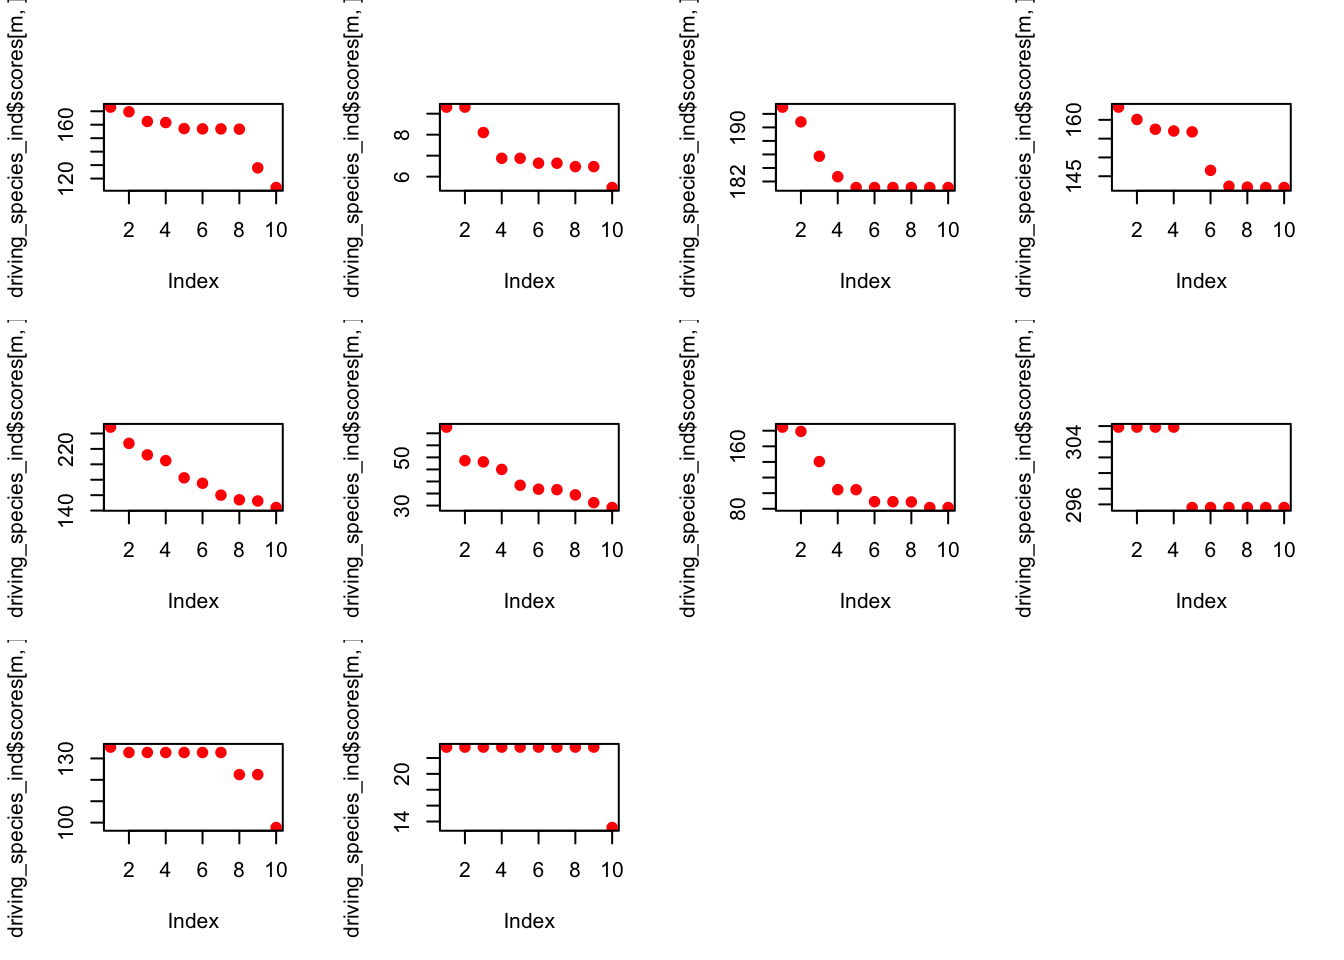 driving_species_ind$scores[m, ]
160
120
2 4 6 8 10
Index
driving_species_ind$scores[m, ]
8
6
2 4 6 8 10
Index
driving_species_ind$scores[m, ]
190
182
2 4 6 8 10
Index
driving_species_ind$scores[m, ]
160
145
2 4 6 8 10
Index
driving_species_ind$scores[m, ]
220
140
2 4 6 8 10
Index
driving_species_ind$scores[m, ]
50
30
2 4 6 8 10
Index
driving_species_ind$scores[m, ]
160
80
2 4 6 8 10
Index
driving_species_ind$scores[m, ]
304
296
2 4 6 8 10
Index
driving_species_ind$scores[m, ]
130
100
2 4 6 8 10
Index
driving_species_ind$scores[m, ]
20
14
2 4 6 8 10
Index